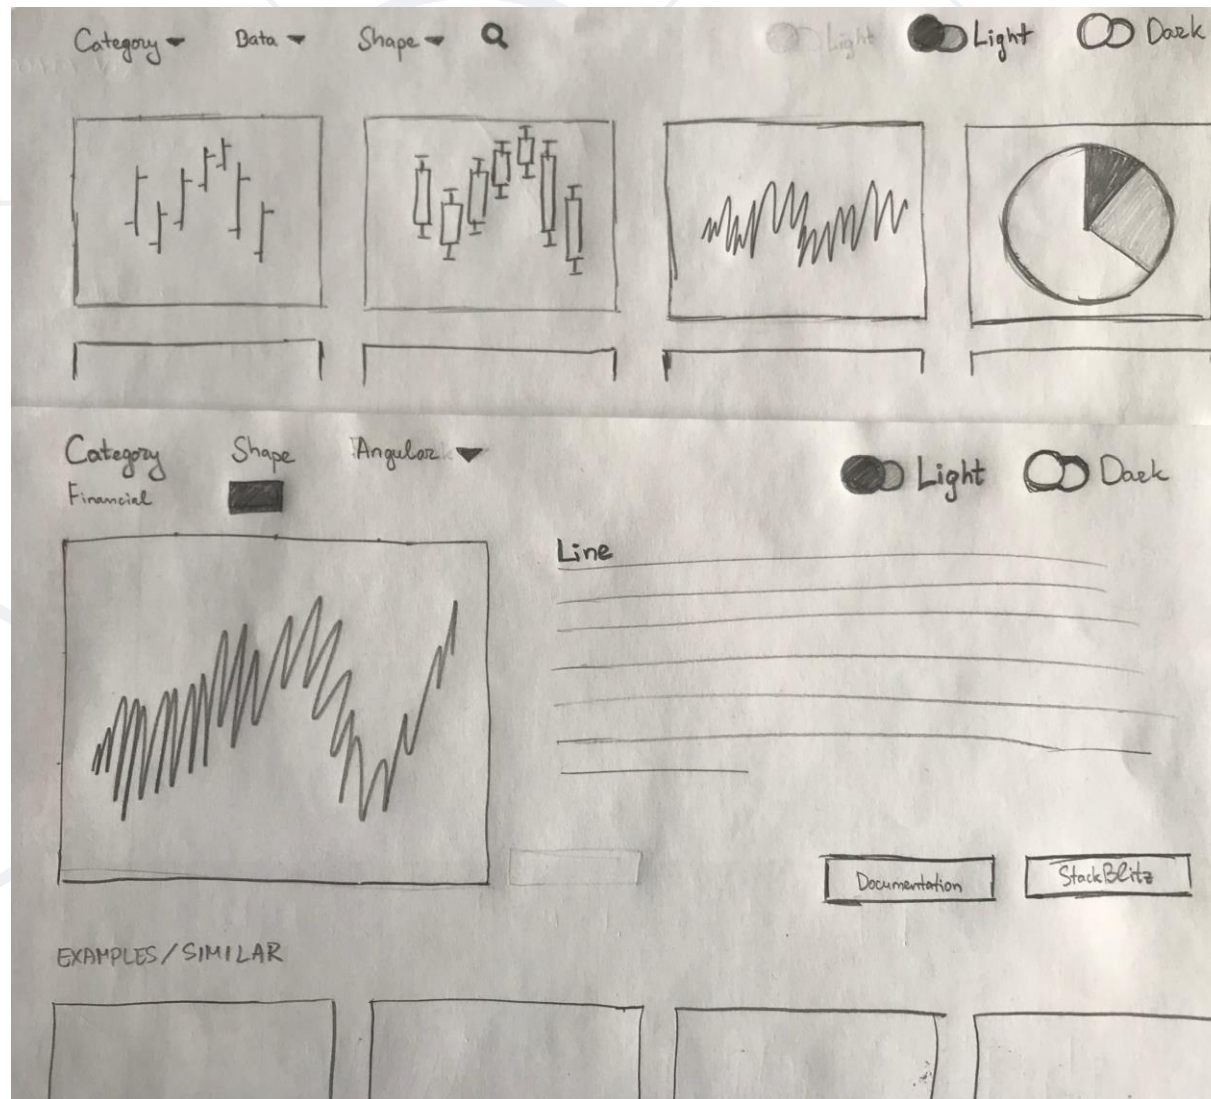 Category Data Shape Light Light Dark
Category Shape Angular Light Dark
Financial
Line
Documentation StackBlitz
EXAMPLES/SIMILAR